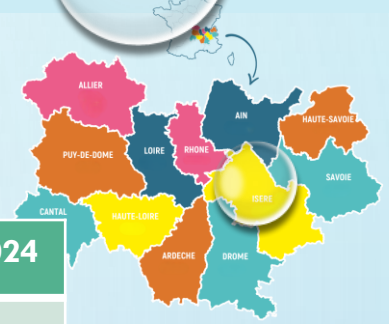 ALLIER
AIN
HAUTE-SAVOIE
PUY-DE-DOME
LOIRE
RHONE
SAVOIE
ISERE
CANTAL
HAUTE-LOIRE
024
ARDECHE
DROME